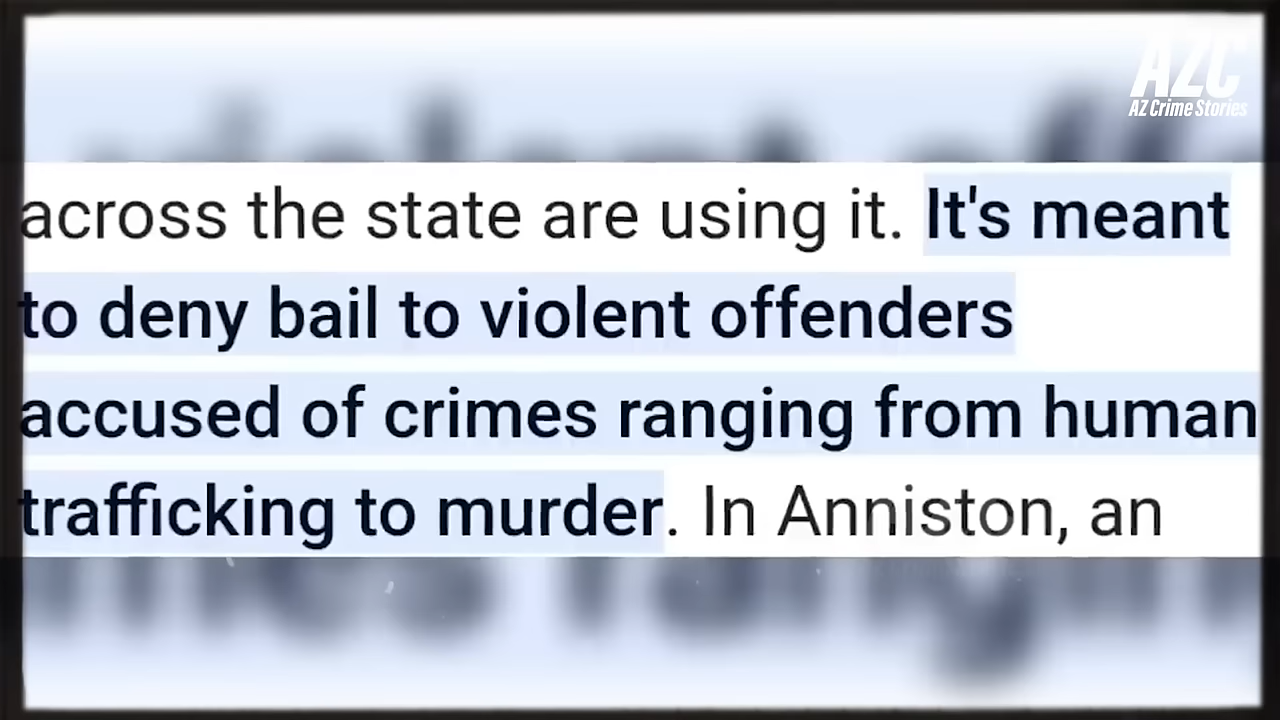 AZC
AZ Crime Stories
across the state are using it. It's meant
to deny bail to violent offenders
accused of crimes ranging from human
trafficking to murder. In Anniston, an